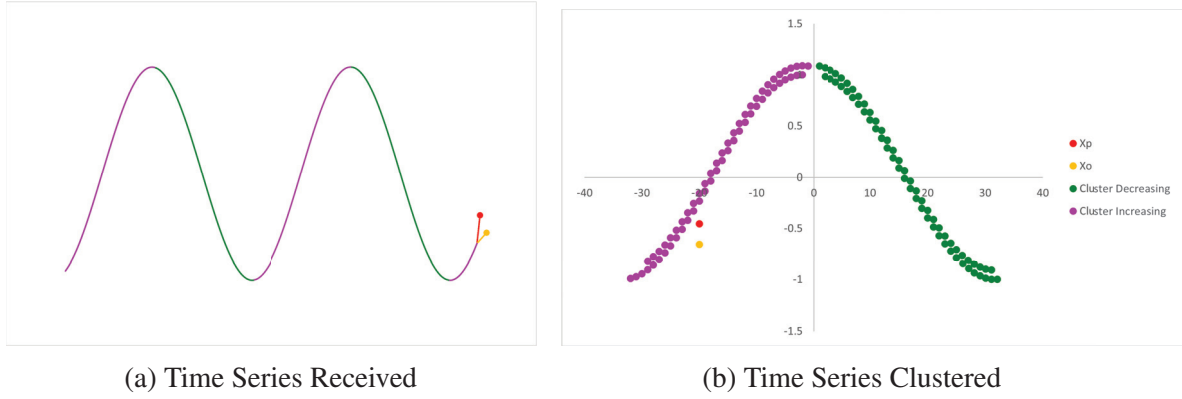 1.5
1
0.5
0
-0.5
-1
-1.5
-40 -30 -20 -10 0 10 20 30 40
Xp
Xo
Cluster Decreasing
Cluster Increasing
(a) Time Series Received
(b) Time Series Clustered